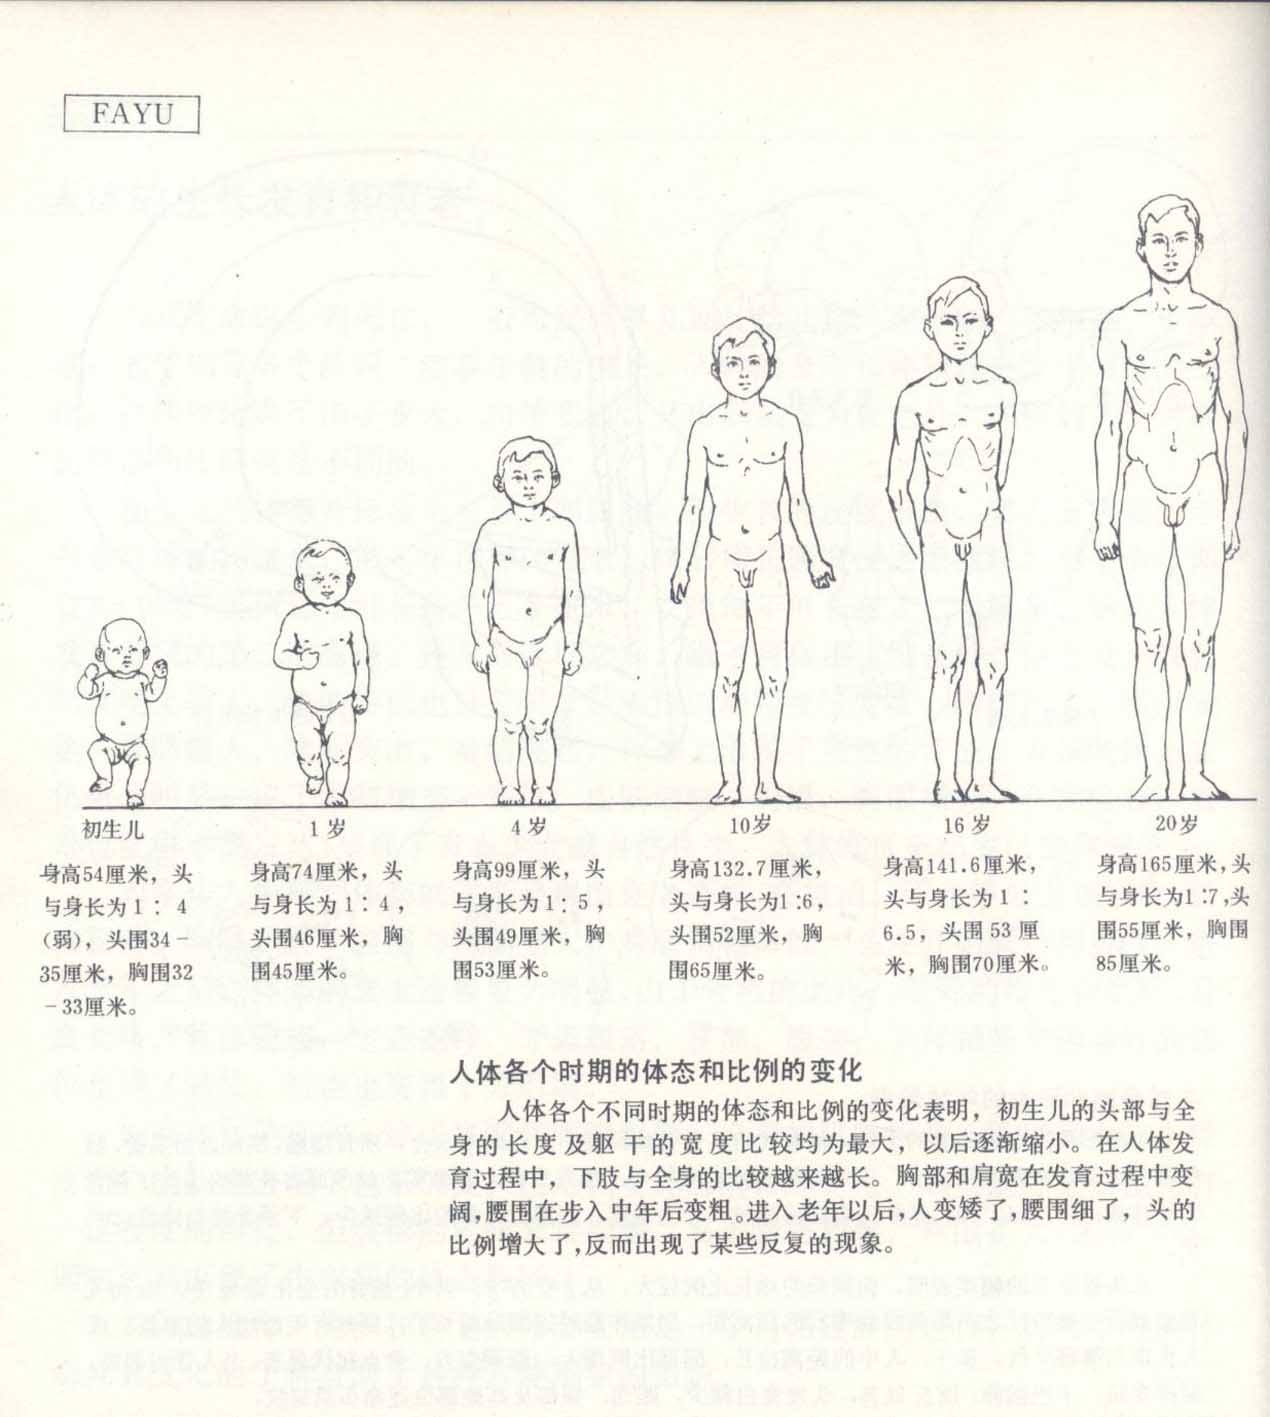 FAYU
初生儿
1岁
4岁
10岁
16岁
20岁
身高54厘米，头
与身长为1：4
(弱)，头围34－
35厘米，胸围32
－33厘米。
身高74厘米，头
与身长为1：4，
头围46厘米，胸
围45厘米。
身高99厘米，头
与身长为1：5，
头围49厘米，胸
围53厘米。
身高132.7厘米，
头与身长为1:6，
头围52厘米，胸
围65厘米。
身高141.6厘米，
头与身长为1：
6.5，头围53厘
米，胸围70厘米。
身高165厘米，头
与身长为1:7,头
围55厘米，胸围
85厘米。
人体各个时期的体态和比例的变化
人体各个不同时期的体态和比例的变化表明，初生儿的头部与全
身的长度及躯干的宽度比较均为最大，以后逐渐缩小。在人体发
育过程中，下肢与全身的比较越来越长。胸部和肩宽在发育过程中变
阔,腰围在步入中年后变粗。进入老年以后,人变矮了,腰围细了，头的
比例增大了,反而出现了某些反复的现象。